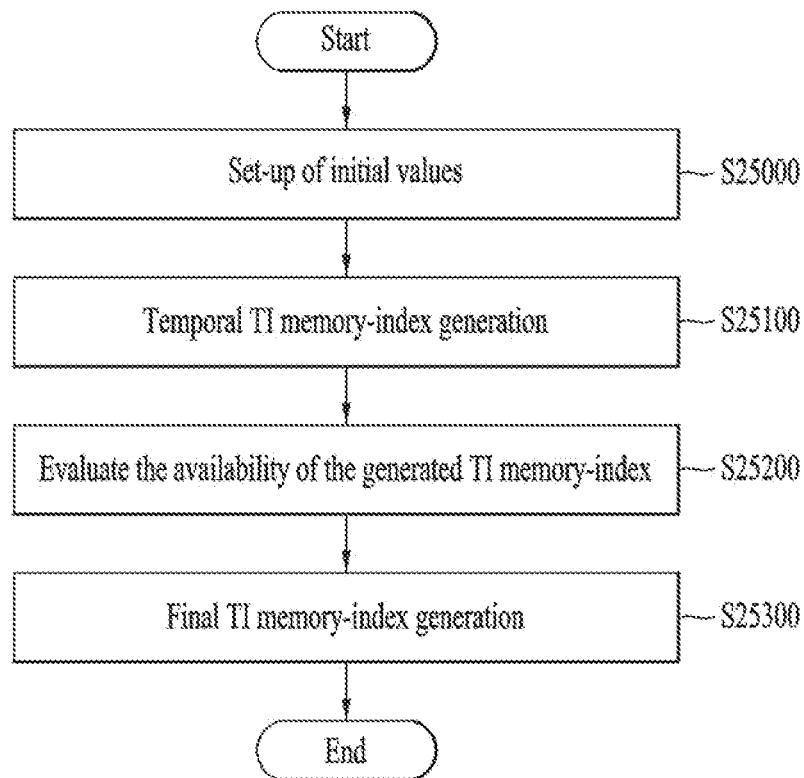 Start
Set-up of initial values
S25000
Temporal TI memory-index generation
S25100
Evaluate the availability of the generated TI memory-index
S25200
Final TI memory-index generation
S25300
End